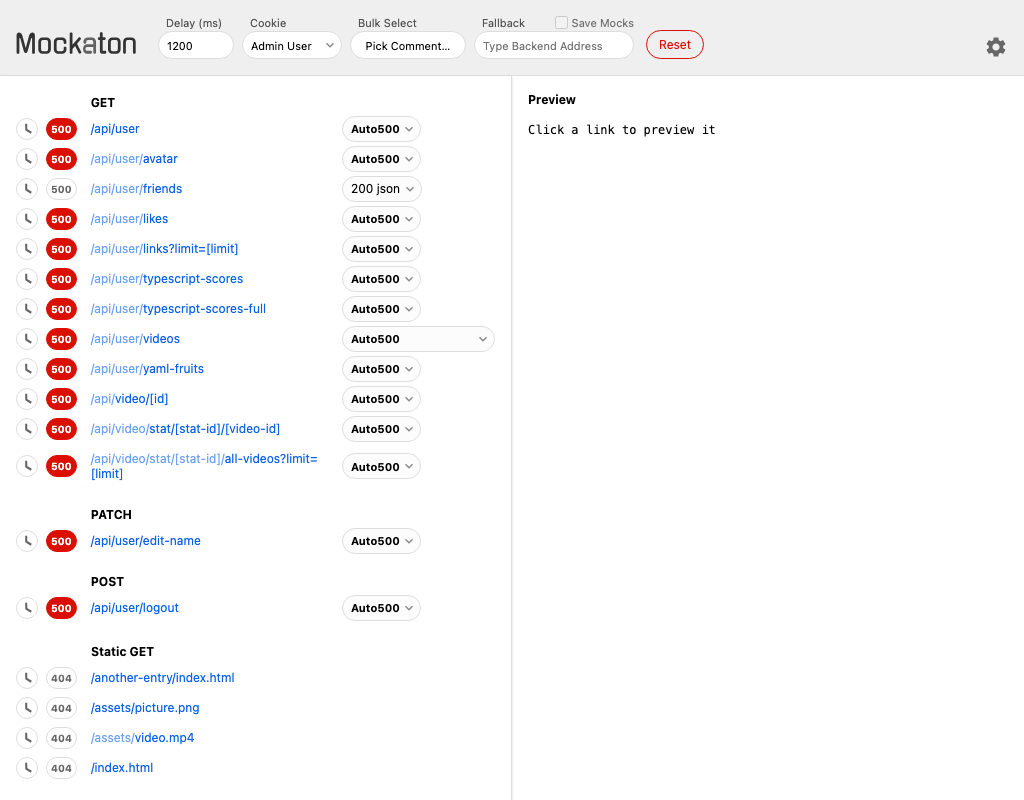 Mockaton
Delay (ms)
1200
Cookie
Admin User
Bulk Select
Pick Comment...
Fallback
Save Mocks
Type Backend Address
Reset
GET
500 /api/user Auto500
500 /api/user/avatar Auto500
500 /api/user/friends 200 json
500 /api/user/likes Auto500
500 /api/user/links?limit=[limit] Auto500
500 /api/user/typescript-scores Auto500
500 /api/user/typescript-scores-full Auto500
500 /api/user/videos Auto500
500 /api/user/yaml-fruits Auto500
500 /api/video/[id] Auto500
500 /api/video/stat/[stat-id]/[video-id] Auto500
500 /api/video/stat/[stat-id]/all-videos?limit= Auto500
[limit]
PATCH
500 /api/user/edit-name Auto500
POST
500 /api/user/logout Auto500
Static GET
404 /another-entry/index.html
404 /assets/picture.png
404 /assets/video.mp4
404 /index.html
Preview
Click a link to preview it